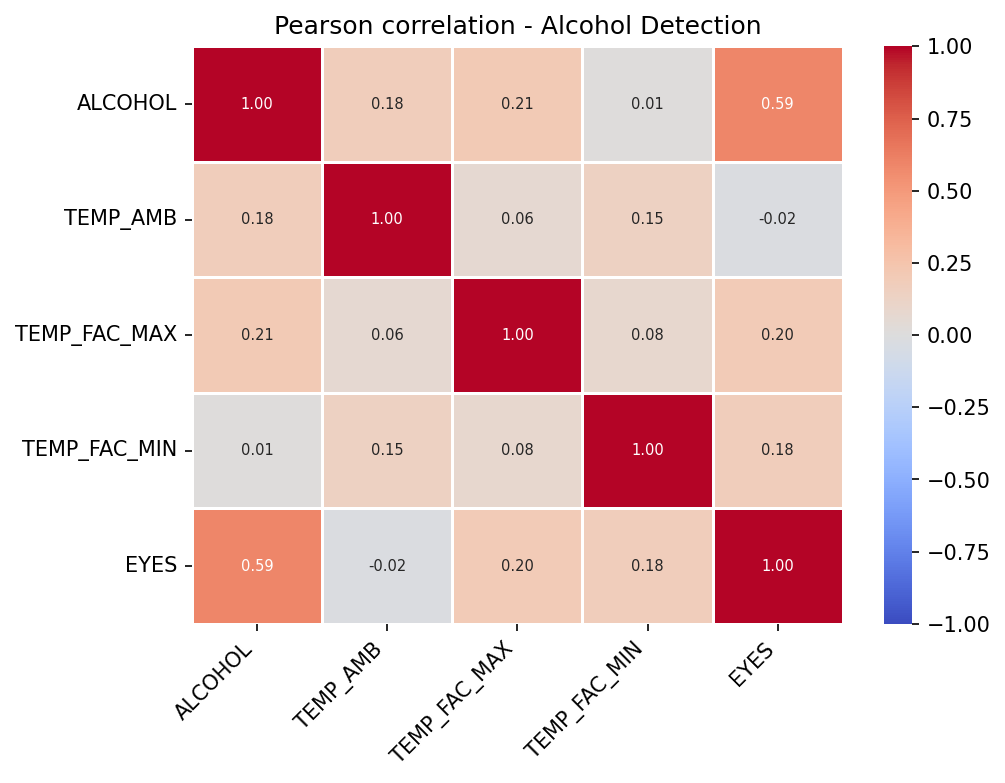 Pearson correlation - Alcohol Detection
ALCOHOL 1.00 0.18 0.21 0.01 0.59
TEMP_AMB 0.18 1.00 0.06 0.15 -0.02
TEMP_FAC_MAX 0.21 0.06 1.00 0.08 0.20
TEMP_FAC_MIN 0.01 0.15 0.08 1.00 0.18
EYES 0.59 -0.02 0.20 0.18 1.00
ALCOHOL TEMP_AMB TEMP_FAC_MAX TEMP_FAC_MIN EYES
1.00
0.75
0.50
0.25
0.00
−0.25
−0.50
−0.75
−1.00